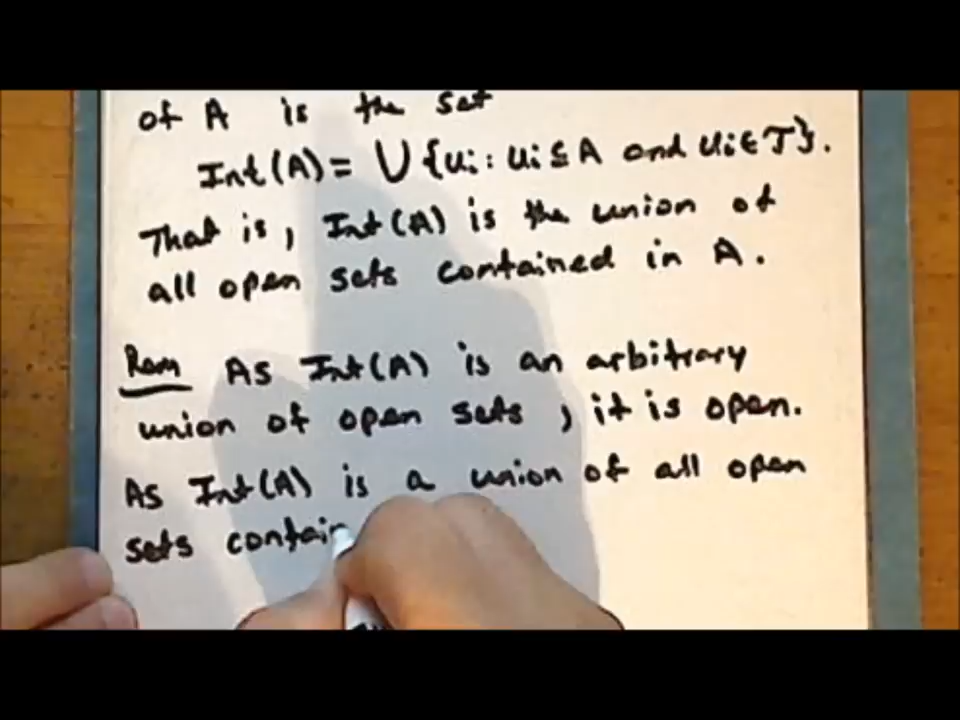 of A is the set
Int(A) = ∪ {Ui : Ui ⊆ A and Ui ∈ T}.
That is, Int(A) is the union of
all open sets contained in A.
Rem As Int(A) is an arbitrary
union of open sets, it is open.
As Int(A) is a union of all open
sets contain